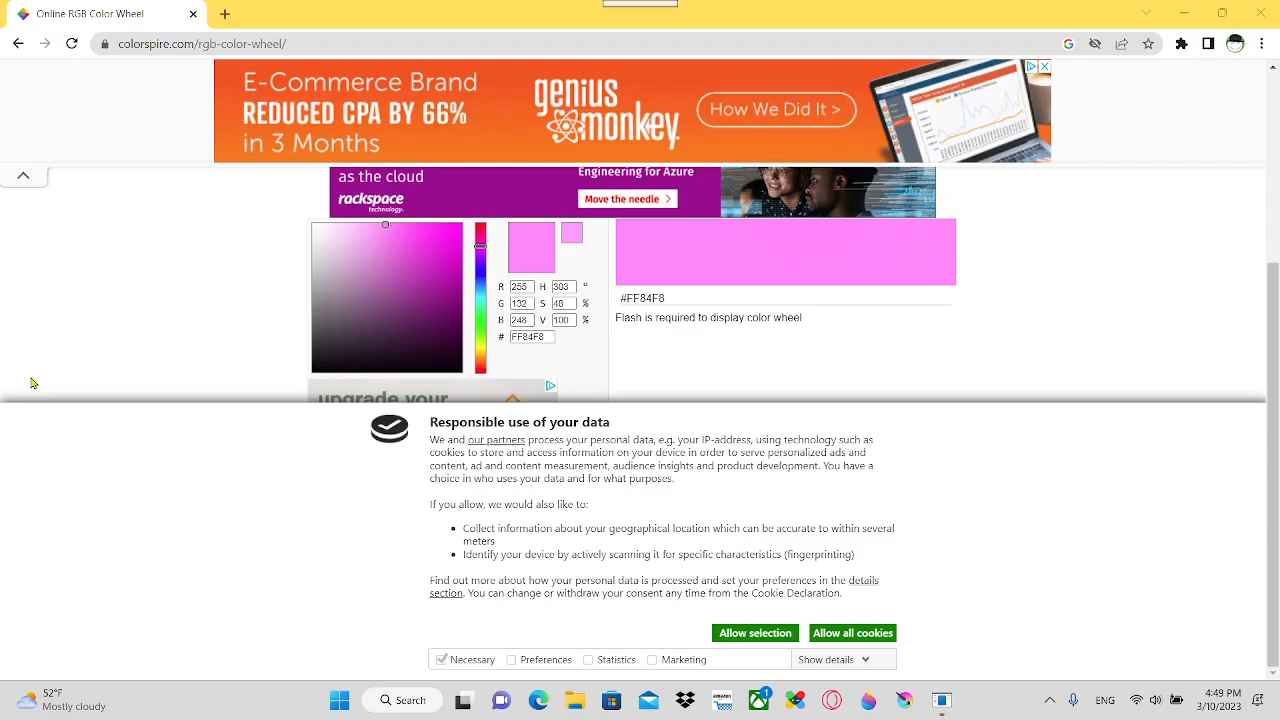 Online RGB Color Wheel
colorspire.com/rgb-color-wheel/
E-Commerce Brand
REDUCED CPA BY 66%
in 3 Months
genius
monkey
How We Did It >
as the cloud
rackspace
technology.
Engineering for Azure
Move the needle >
R 255 H 303 º
G 132 S 48 %
B 248 V 100 %
# FF84F8
#FF84F8
Flash is required to display color wheel
upgrade your
Responsible use of your data
We and our partners process your personal data, e.g. your IP-address, using technology such as
cookies to store and access information on your device in order to serve personalized ads and
content, ad and content measurement, audience insights and product development. You have a
choice in who uses your data and for what purposes.
If you allow, we would also like to:
• Collect information about your geographical location which can be accurate to within several
meters
• Identify your device by actively scanning it for specific characteristics (fingerprinting)
Find out more about how your personal data is processed and set your preferences in the details
section. You can change or withdraw your consent any time from the Cookie Declaration.
Allow selection
Allow all cookies
Necessary Preferences Statistics Marketing Show details
52°F
Mostly cloudy
Search
amazon
1
ENG
4:49 PM
3/10/2023